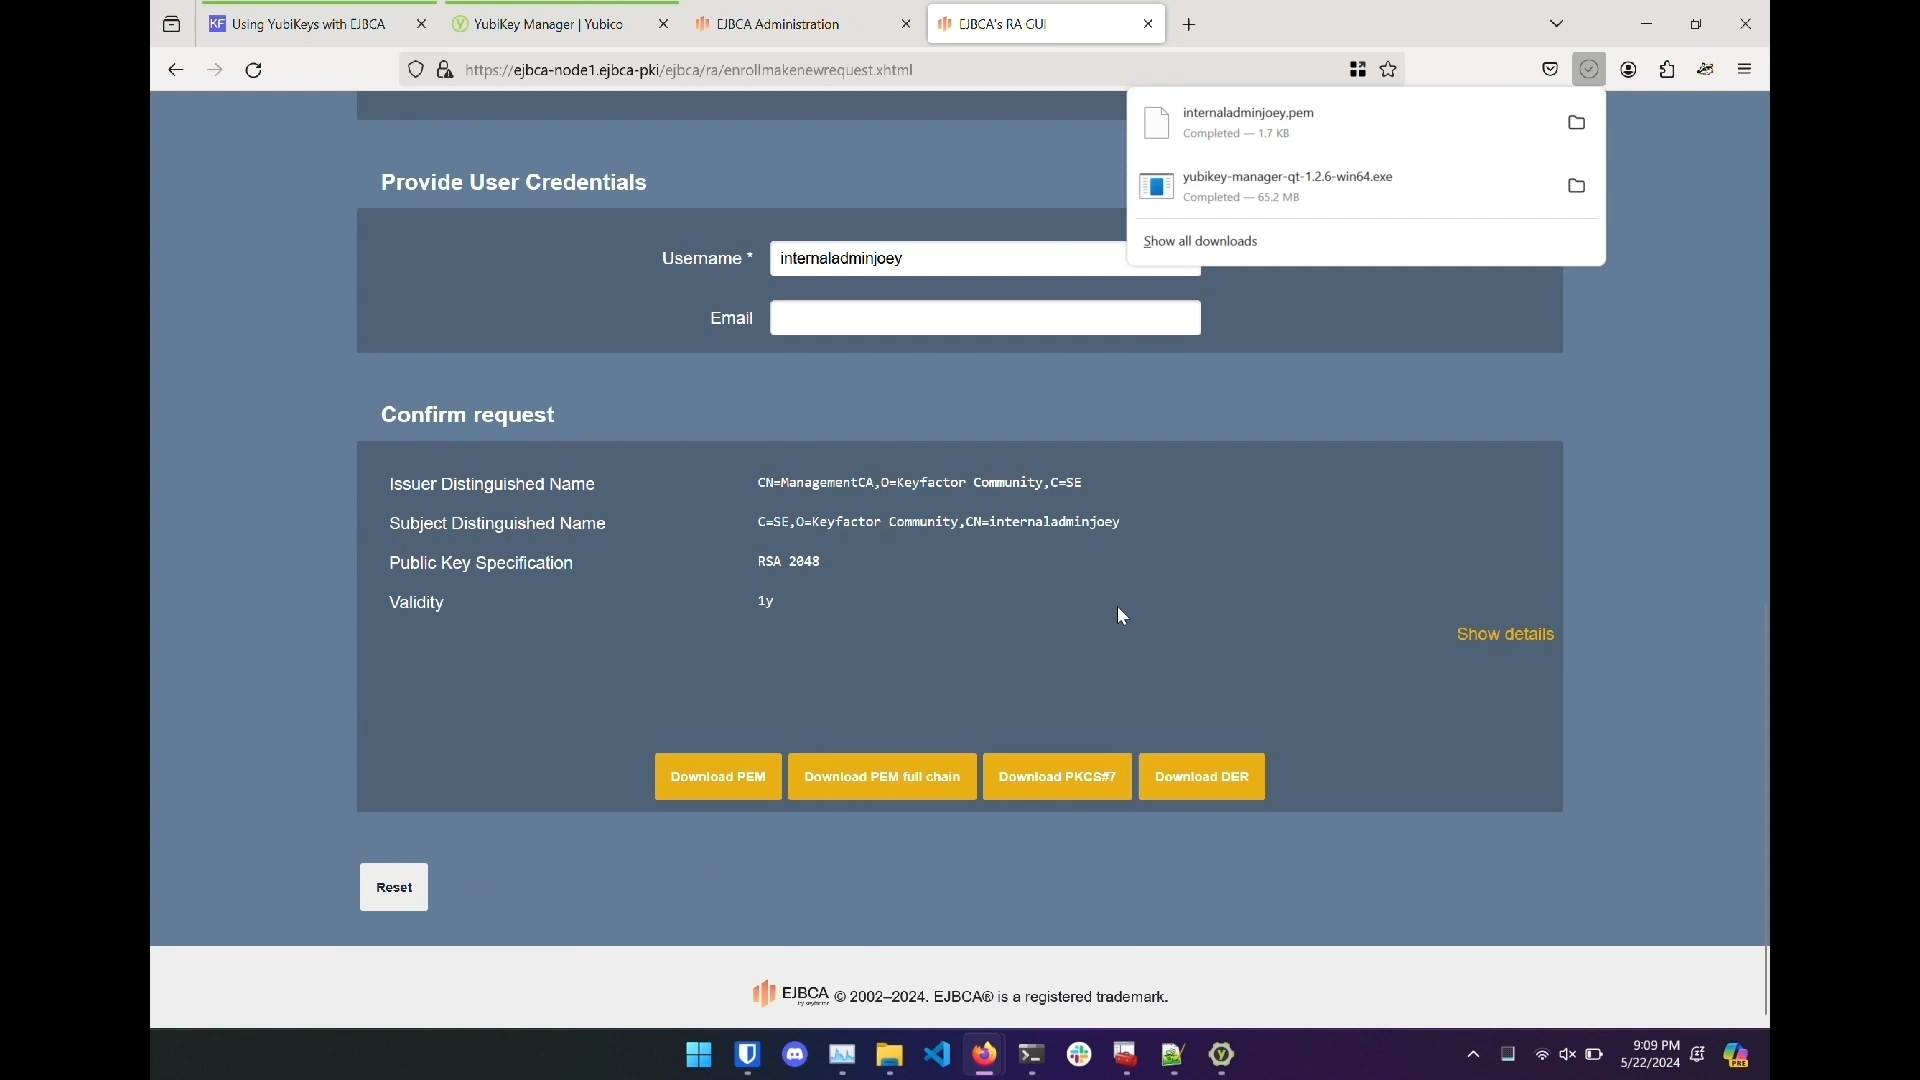 KF Using YubiKeys with EJBCA
YubiKey Manager | Yubico
EJBCA Administration
EJBCA's RA GUI
https://ejbca-node1.ejbca-pki/ejbca/ra/enrollmakenewrequest.xhtml
internaladminjoey.pem
Completed — 1.7 KB
yubikey-manager-qt-1.2.6-win64.exe
Completed — 65.2 MB
Show all downloads
Provide User Credentials
Username * internaladminjoey
Email
Confirm request
Issuer Distinguished Name CN=ManagementCA,O=Keyfactor Community,C=SE
Subject Distinguished Name C=SE,O=Keyfactor Community,CN=internaladminjoey
Public Key Specification RSA 2048
Validity 1y
Show details
Download PEM
Download PEM full chain
Download PKCS#7
Download DER
Reset
EJBCA © 2002–2024. EJBCA® is a registered trademark.
9:09 PM
5/22/2024
PRE